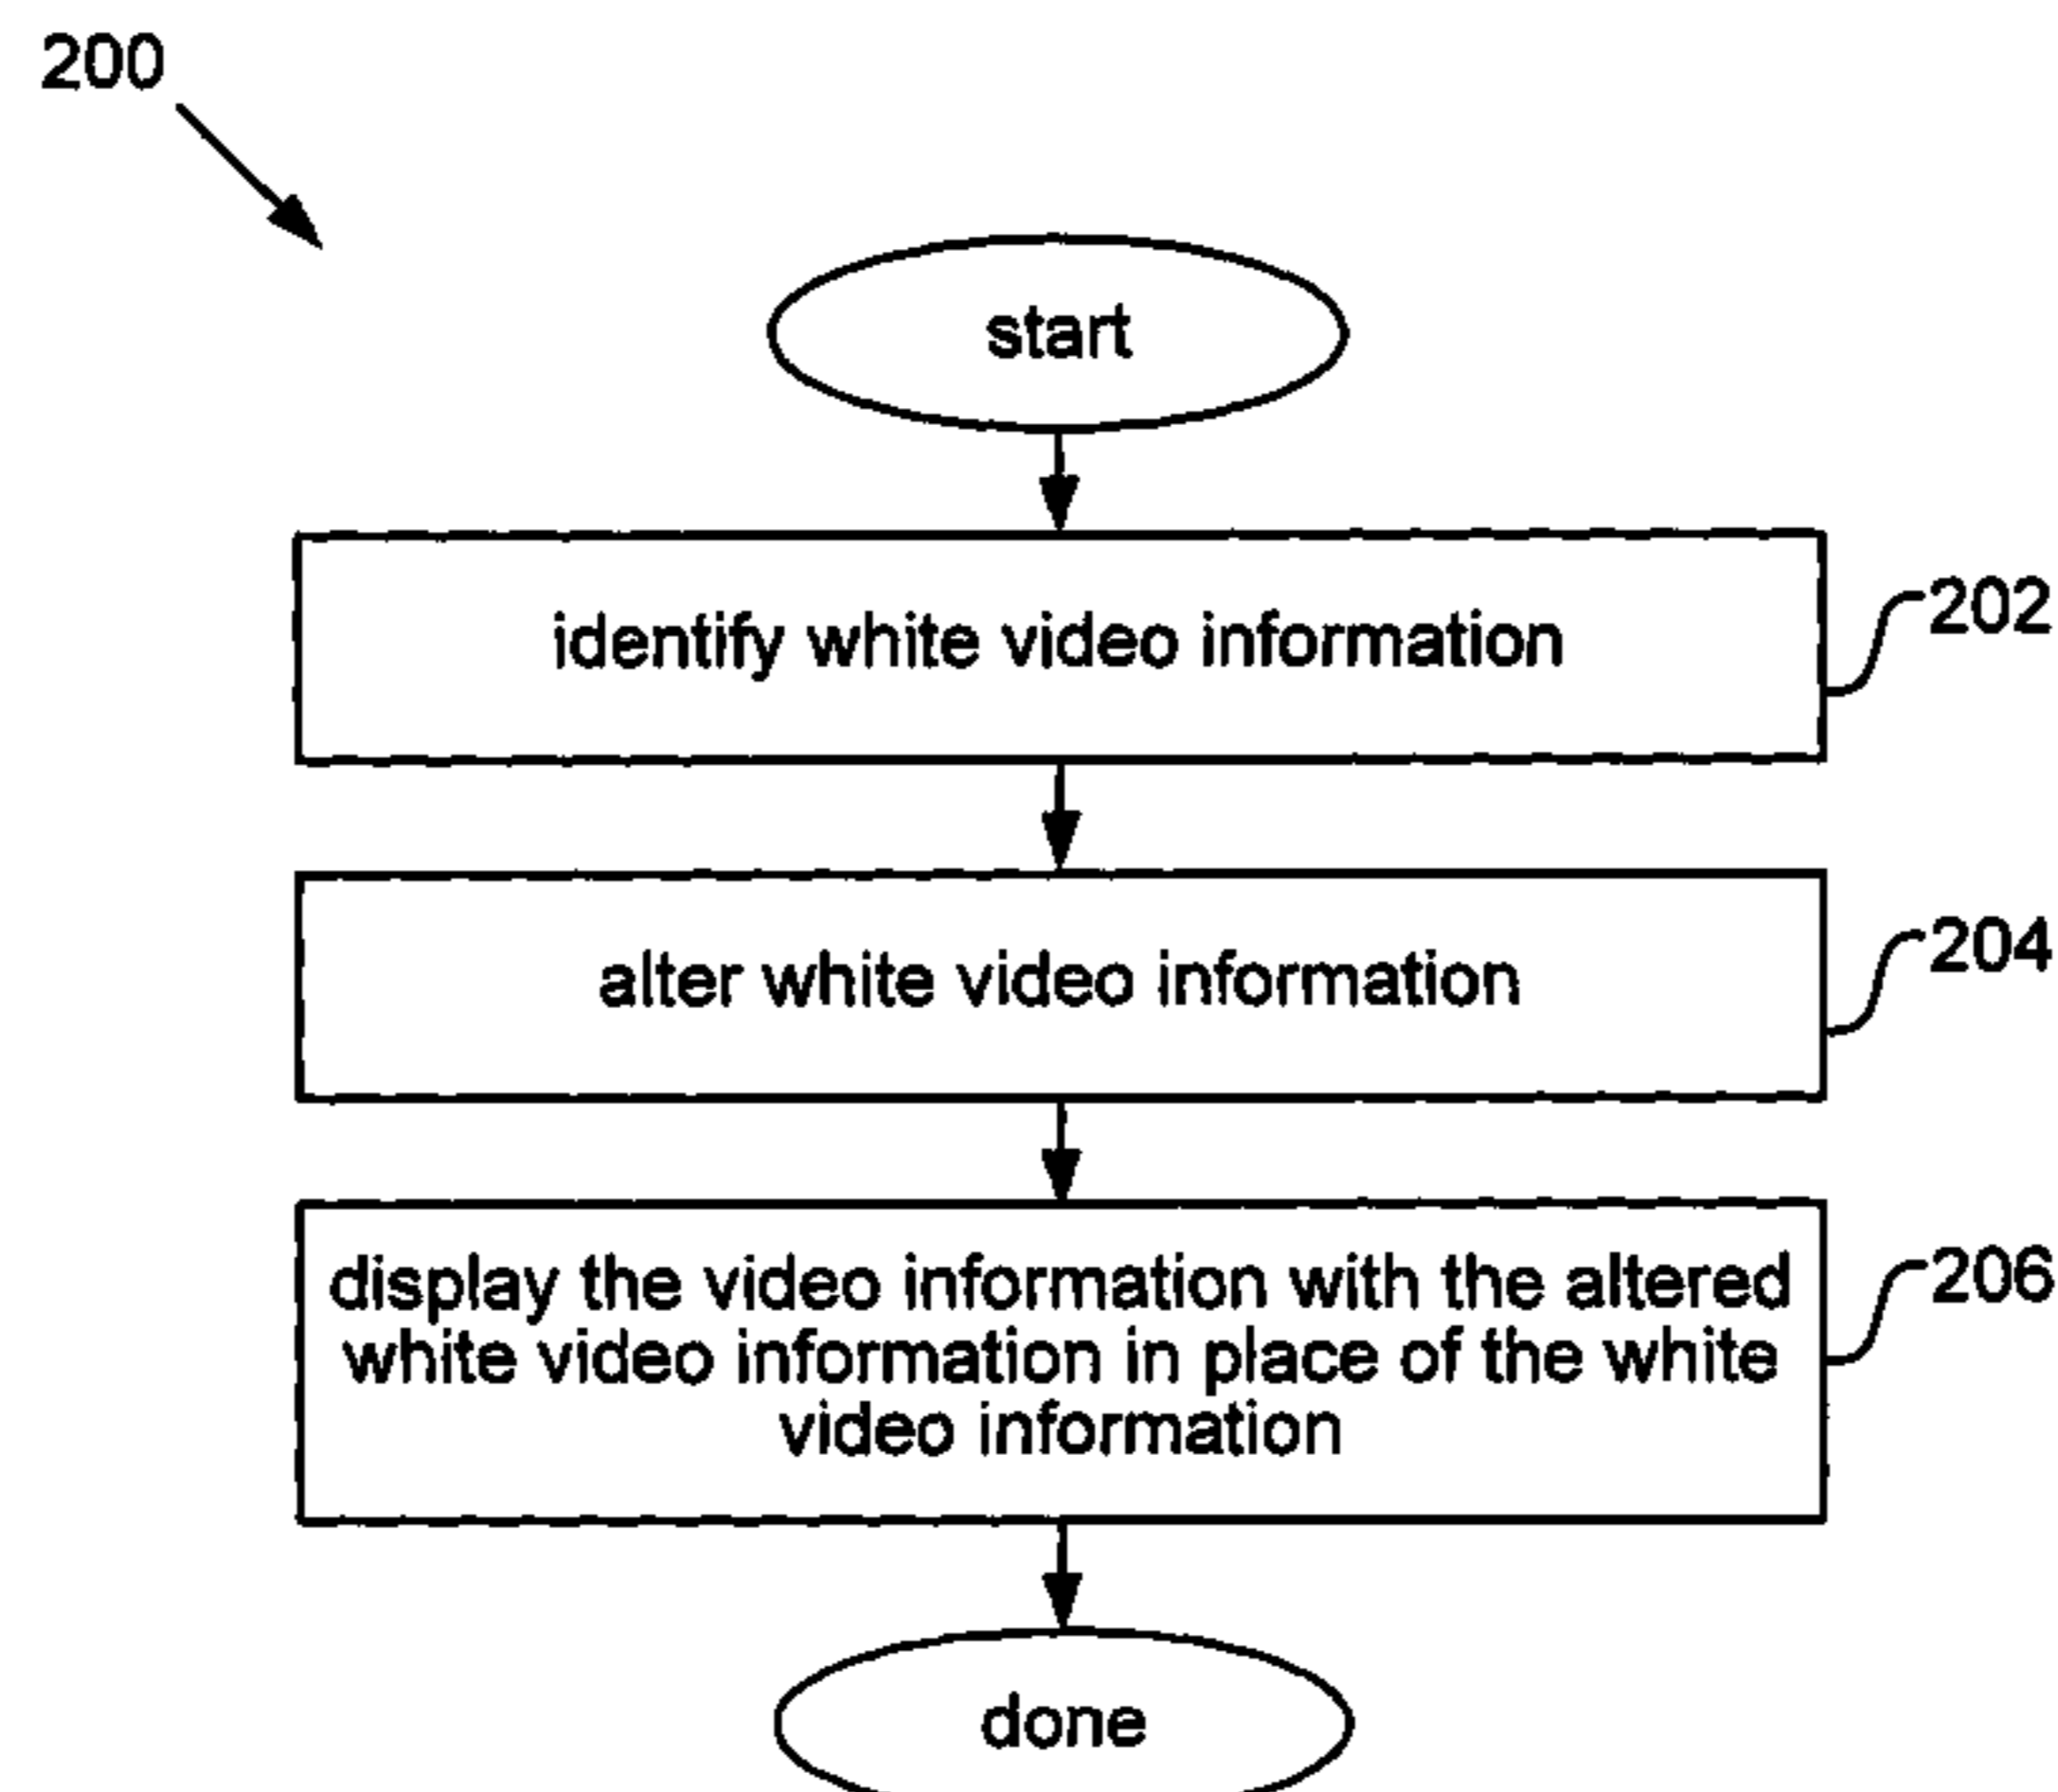 200
start
identify white video information
202
alter white video information
204
display the video information with the altered
white video information in place of the white
video information
206
done